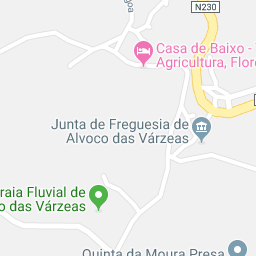 N230
Casa de Baixo -
Agricultura, Flore
Junta de Freguesia de
Alvoco das Várzeas
raia Fluvial de
o das Várzeas
Quinta da Moura Presa